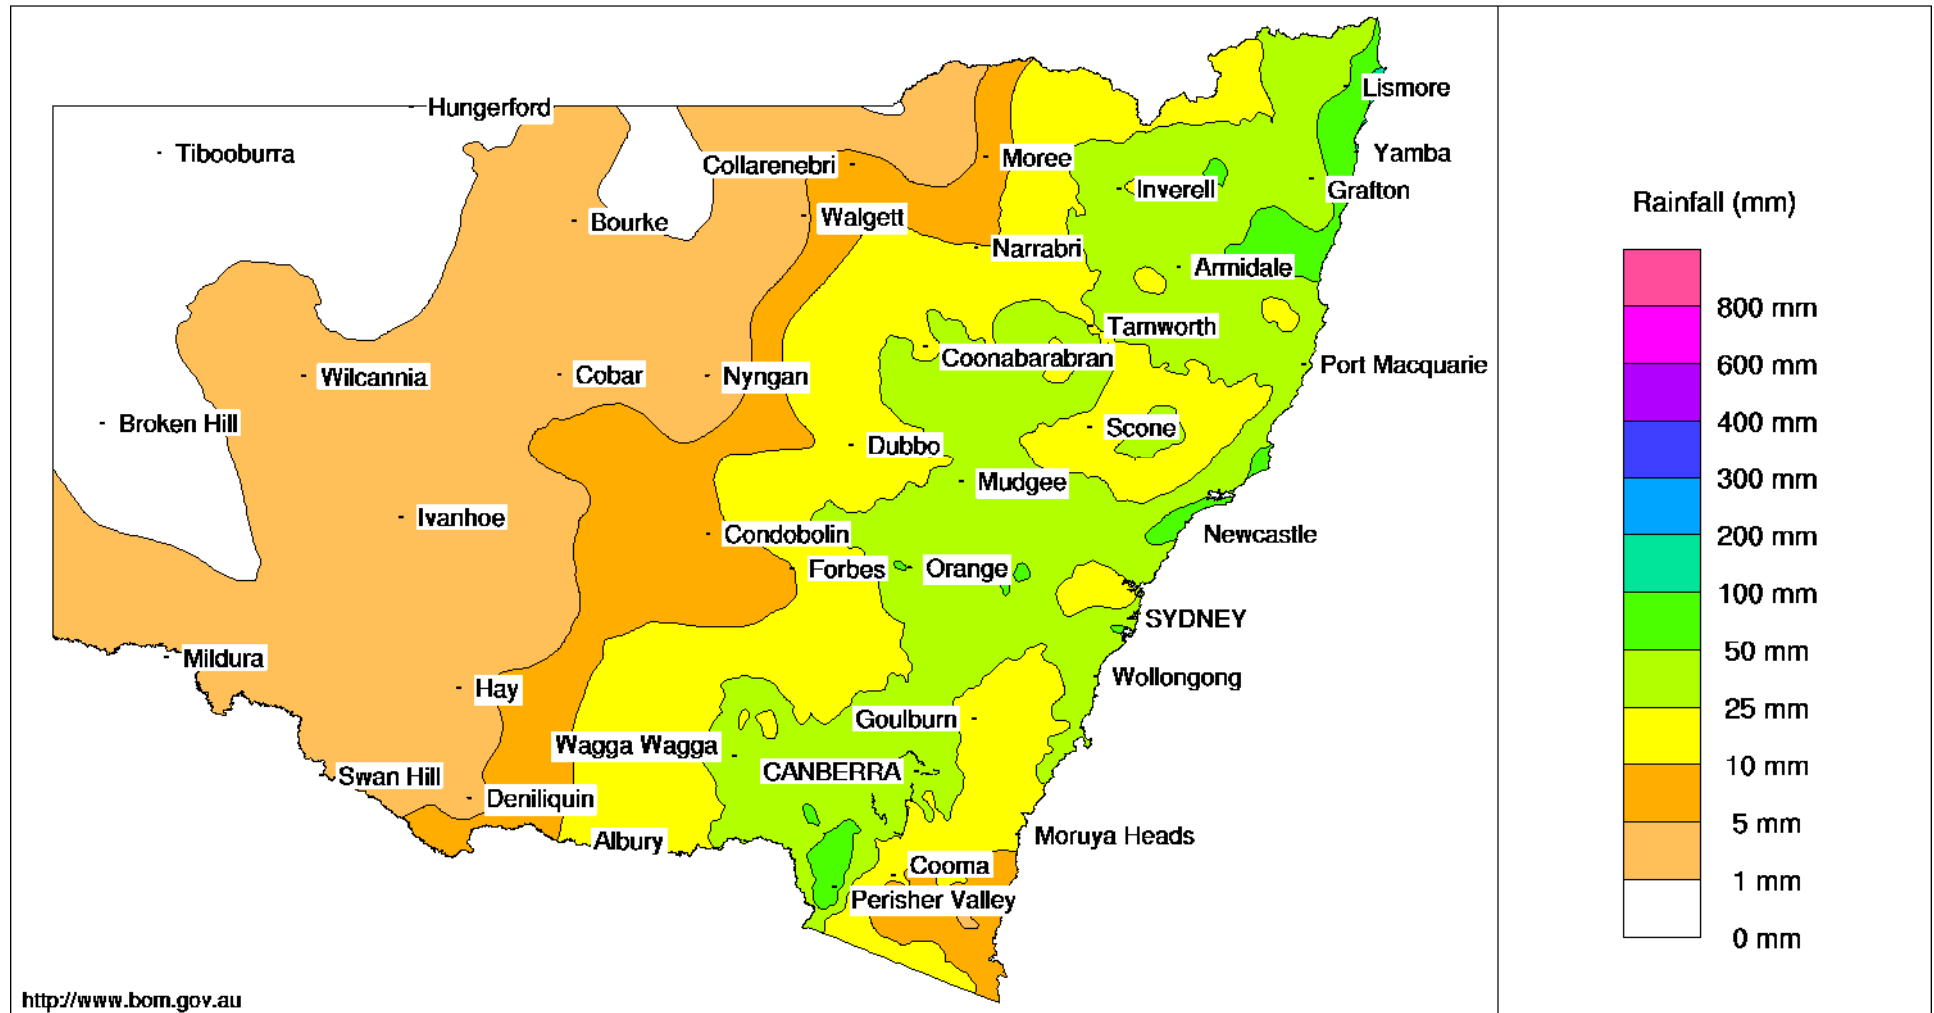 Hungerford
Tibooburra
Lismore
Yamba
Collarenebri
Moree
Inverell
Grafton
Bourke
Walgett
Narrabri
Armidale
Tamworth
Coonabarabran
Port Macquarie
Wilcannia
Cobar
Nyngan
Broken Hill
Scone
Dubbo
Mudgee
Ivanhoe
Condobolin
Newcastle
Forbes
Orange
SYDNEY
Mildura
Wollongong
Hay
Goulburn
Wagga Wagga
CANBERRA
Swan Hill
Deniliquin
Albury
Moruya Heads
Cooma
Perisher Valley
http://www.bom.gov.au
Rainfall (mm)
800 mm
600 mm
400 mm
300 mm
200 mm
100 mm
50 mm
25 mm
10 mm
5 mm
1 mm
0 mm